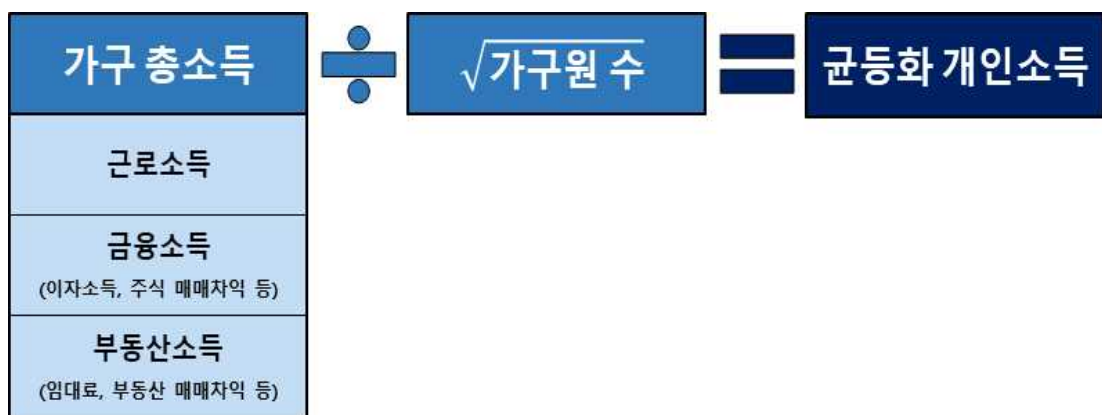 가구 총소득 ÷ √가구원 수 = 균등화 개인소득
근로소득
금융소득
(이자소득, 주식 매매차익 등)
부동산소득
(임대료, 부동산 매매차익 등)